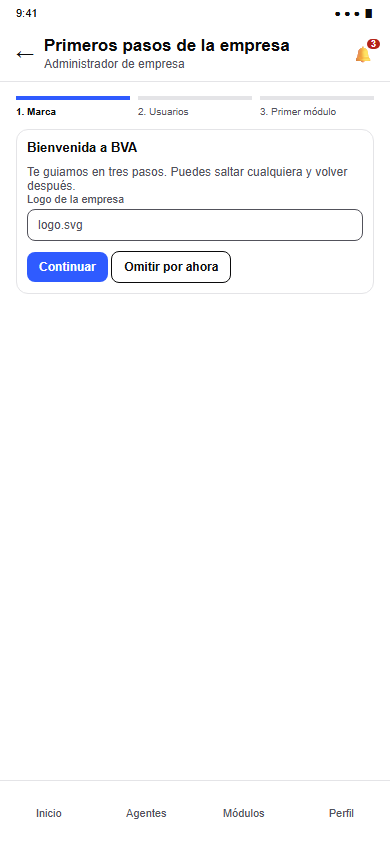 9:41
← Primeros pasos de la empresa
Administrador de empresa
3
1. Marca
2. Usuarios
3. Primer módulo
Bienvenida a BVA
Te guiamos en tres pasos. Puedes saltar cualquiera y volver
después.
Logo de la empresa
logo.svg
Continuar
Omitir por ahora
Inicio
Agentes
Módulos
Perfil